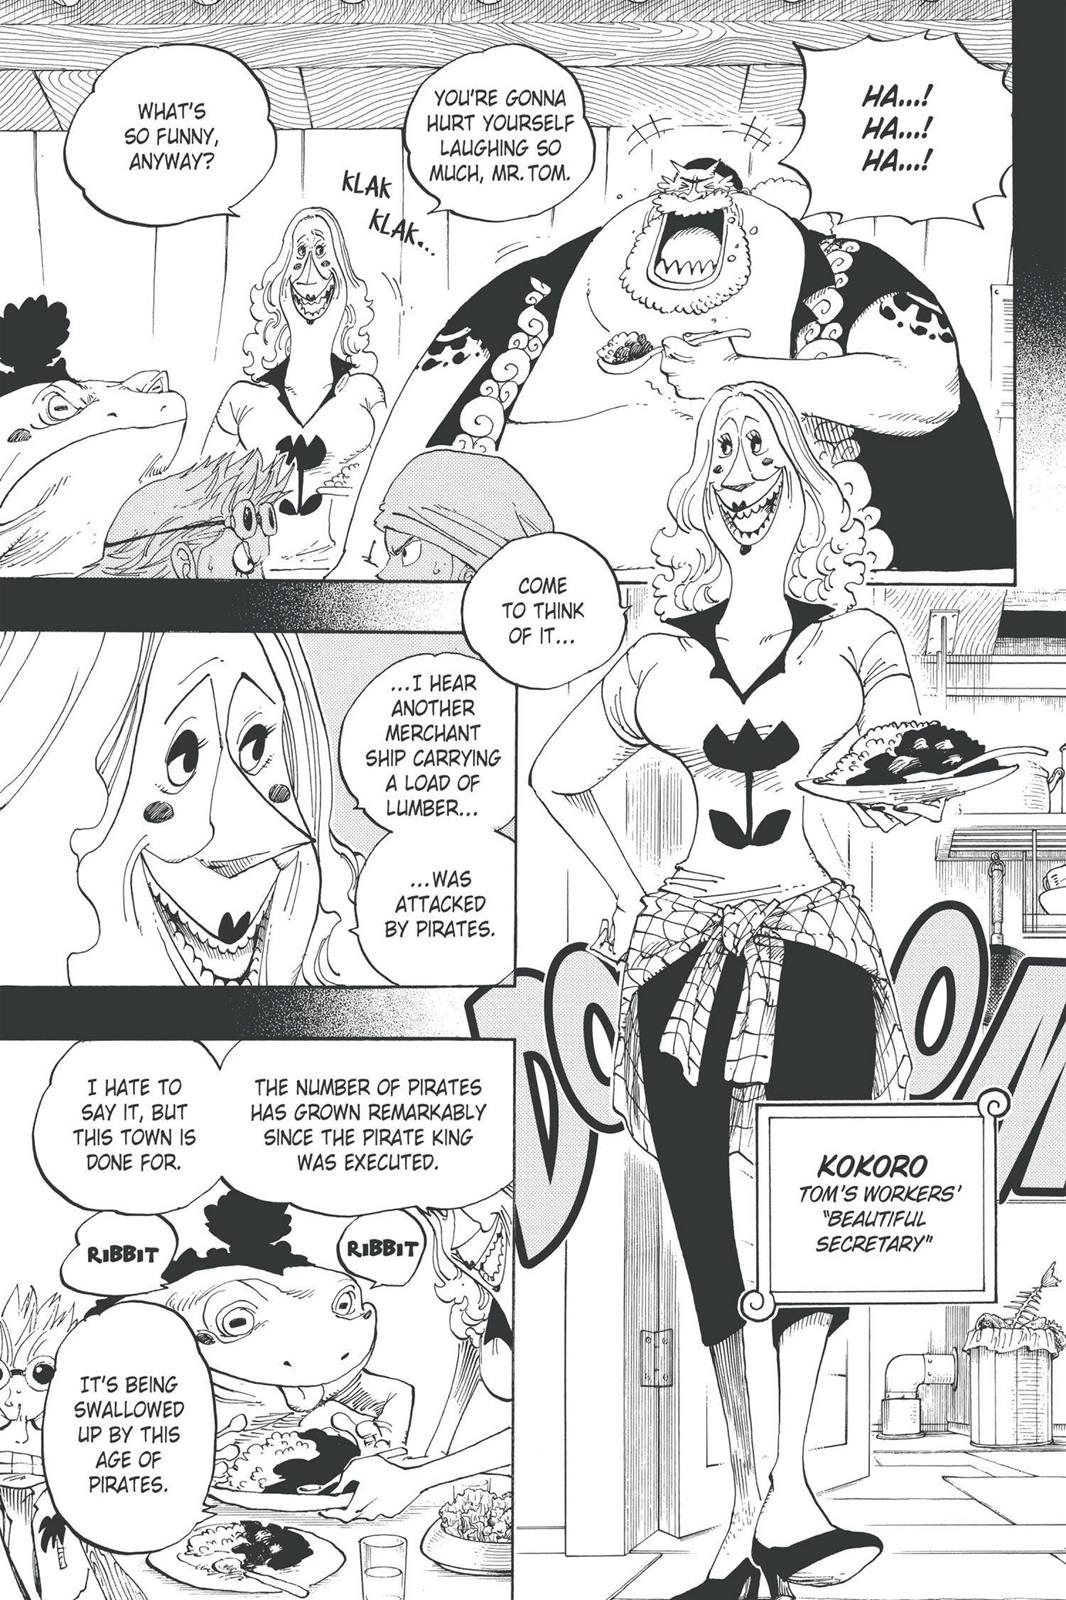 HA...!
HA...!
HA...!
YOU'RE GONNA
HURT YOURSELF
LAUGHING SO
MUCH, MR. TOM.
WHAT'S
SO FUNNY,
ANYWAY?
KLAK
KLAK...
COME
TO THINK
OF IT...
...I HEAR
ANOTHER
MERCHANT
SHIP CARRYING
A LOAD OF
LUMBER...
...WAS
ATTACKED
BY PIRATES.
DOOM
KOKORO
TOM'S WORKERS'
"BEAUTIFUL
SECRETARY"
THE NUMBER OF PIRATES
HAS GROWN REMARKABLY
SINCE THE PIRATE KING
WAS EXECUTED.
I HATE TO
SAY IT, BUT
THIS TOWN IS
DONE FOR.
RIBBIT
RIBBIT
IT'S BEING
SWALLOWED
UP BY THIS
AGE OF
PIRATES.